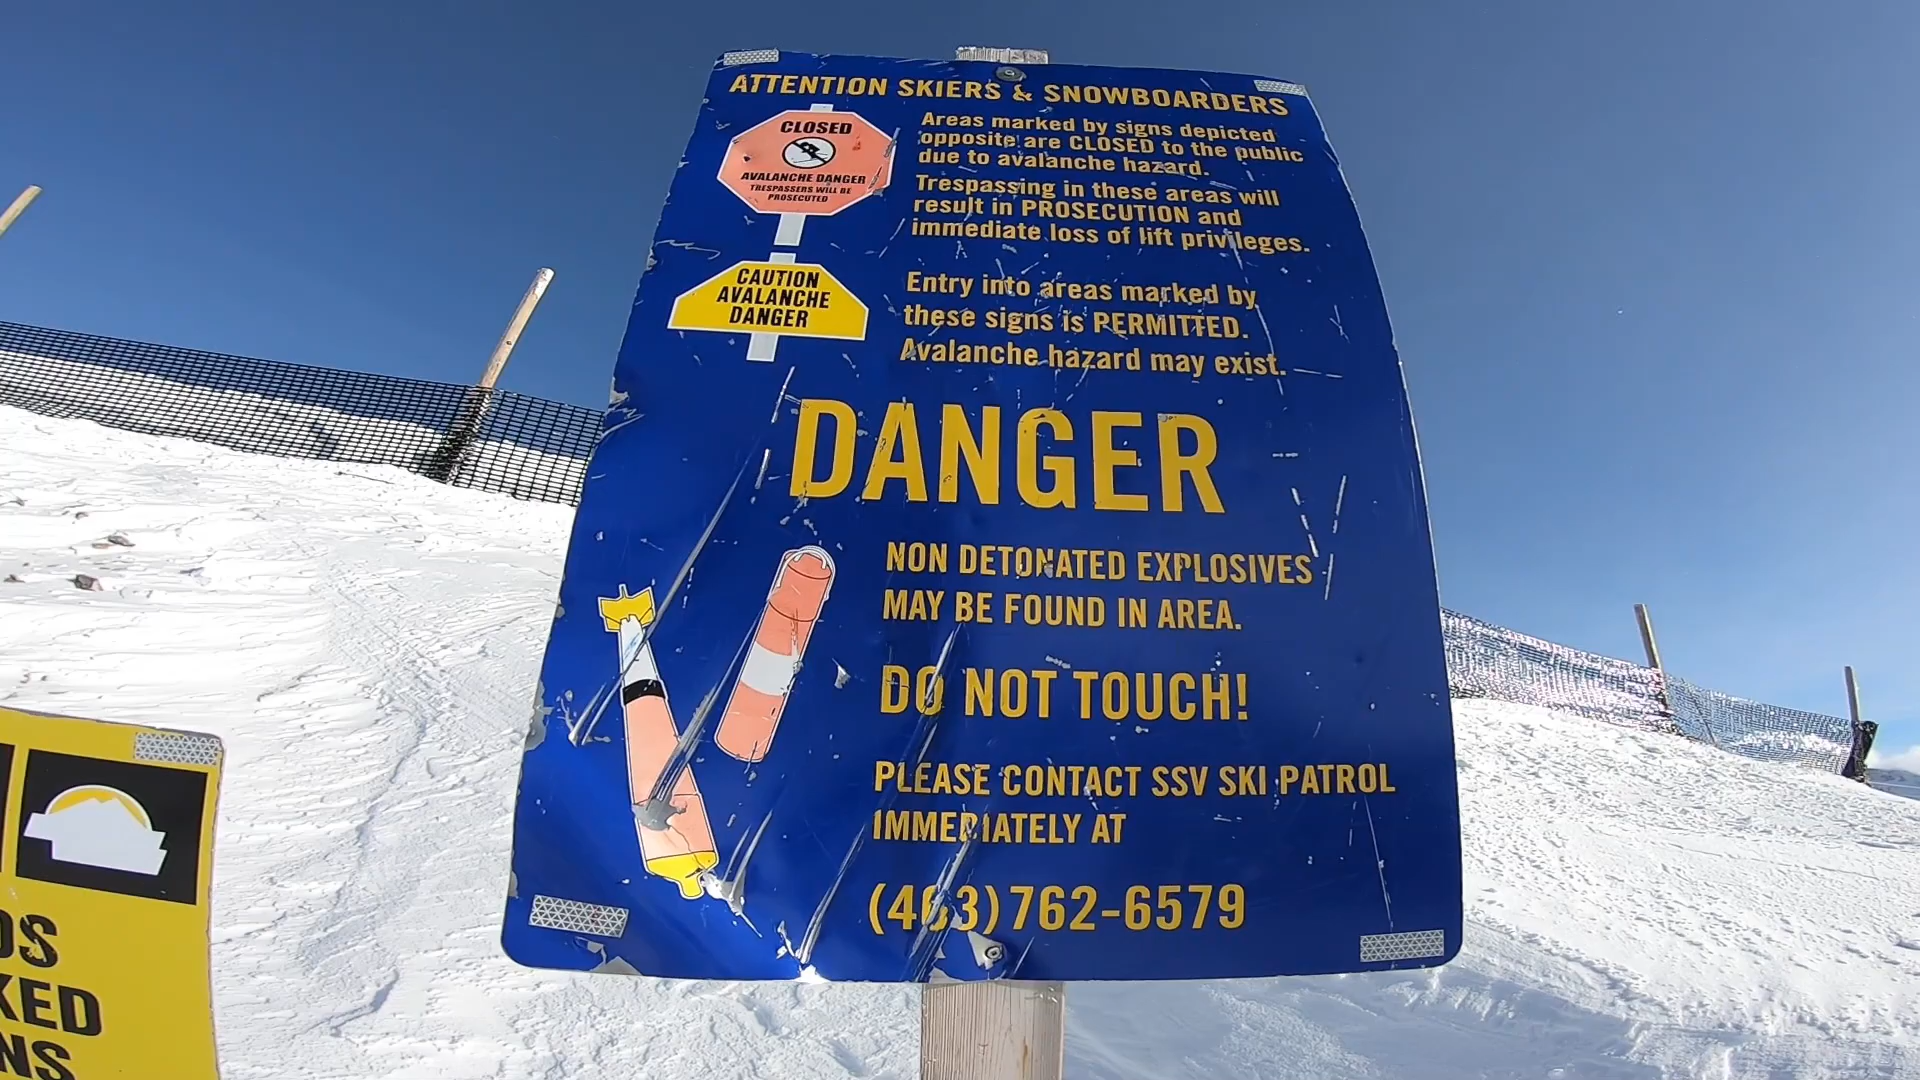 ATTENTION SKIERS & SNOWBOARDERS
CLOSED
AVALANCHE DANGER
TRESPASSERS WILL BE
PROSECUTED
Areas marked by signs depicted
opposite are CLOSED to the public
due to avalanche hazard.
Trespassing in these areas will
result in PROSECUTION and
immediate loss of lift privileges.
CAUTION
AVALANCHE
DANGER
Entry into areas marked by
these signs is PERMITTED.
Avalanche hazard may exist.
DANGER
NON DETONATED EXPLOSIVES
MAY BE FOUND IN AREA.
DO NOT TOUCH!
PLEASE CONTACT SSV SKI PATROL
IMMEDIATELY AT
(403)762-6579